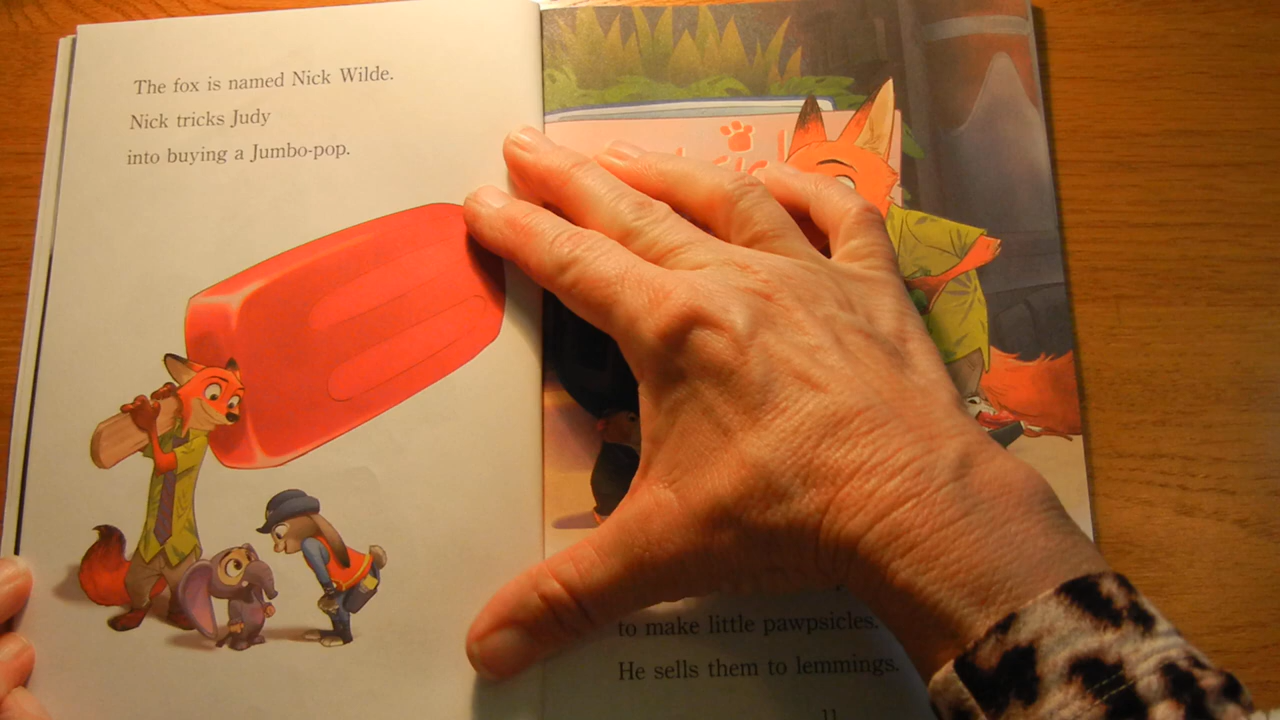 The fox is named Nick Wilde.
Nick tricks Judy
into buying a Jumbo-pop.
to make little pawpsicles.
He sells them to lemmings.
11